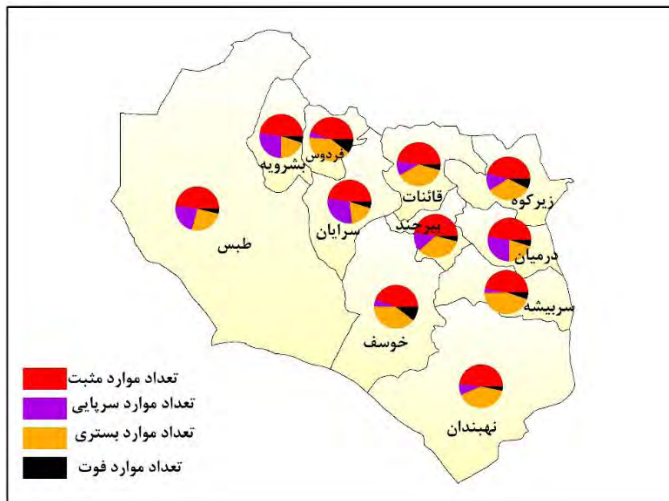 فردوس
بشرویه
قائنات
زیرکوه
سرایان
بیرجند
طبس
درمیان
سربیشه
خوسف
نهبندان
تعداد موارد مثبت
تعداد موارد سرپایی
تعداد موارد بستری
تعداد موارد فوت